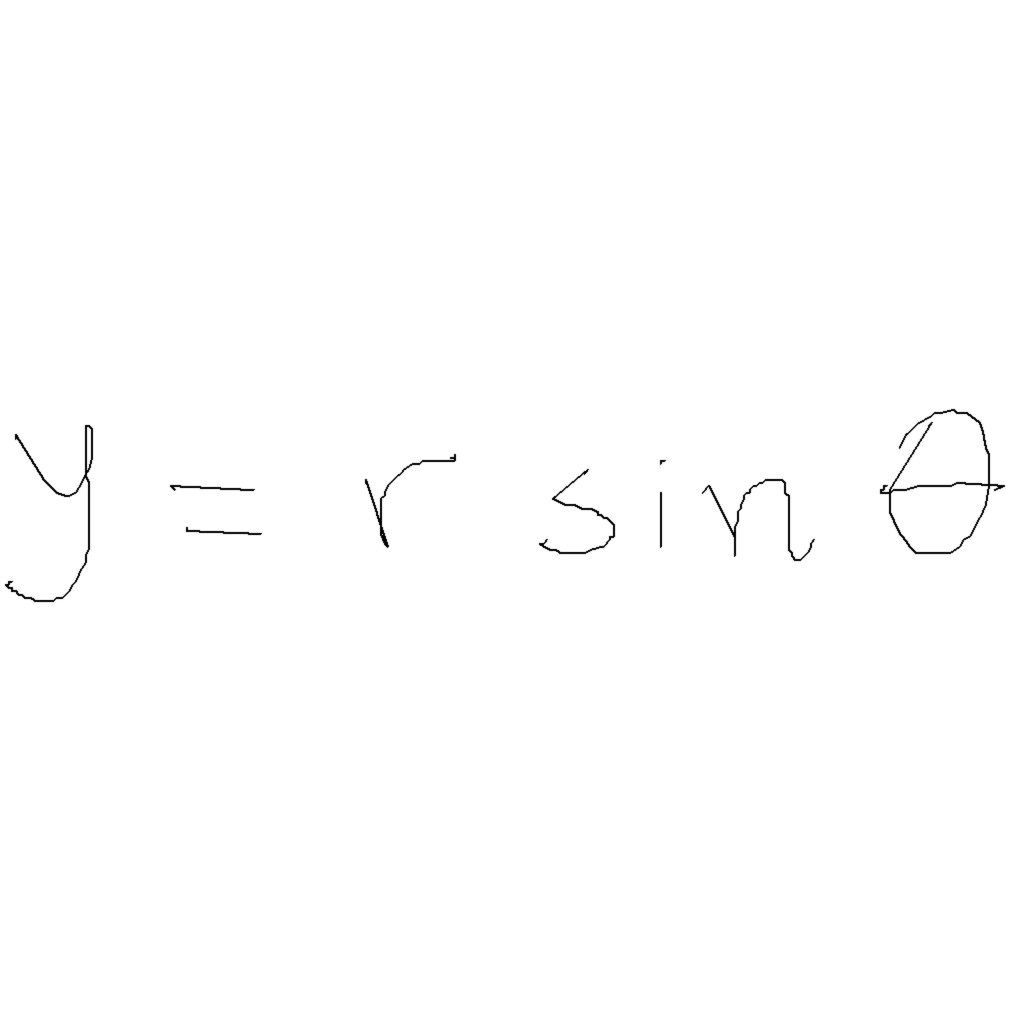 y = r sin θ